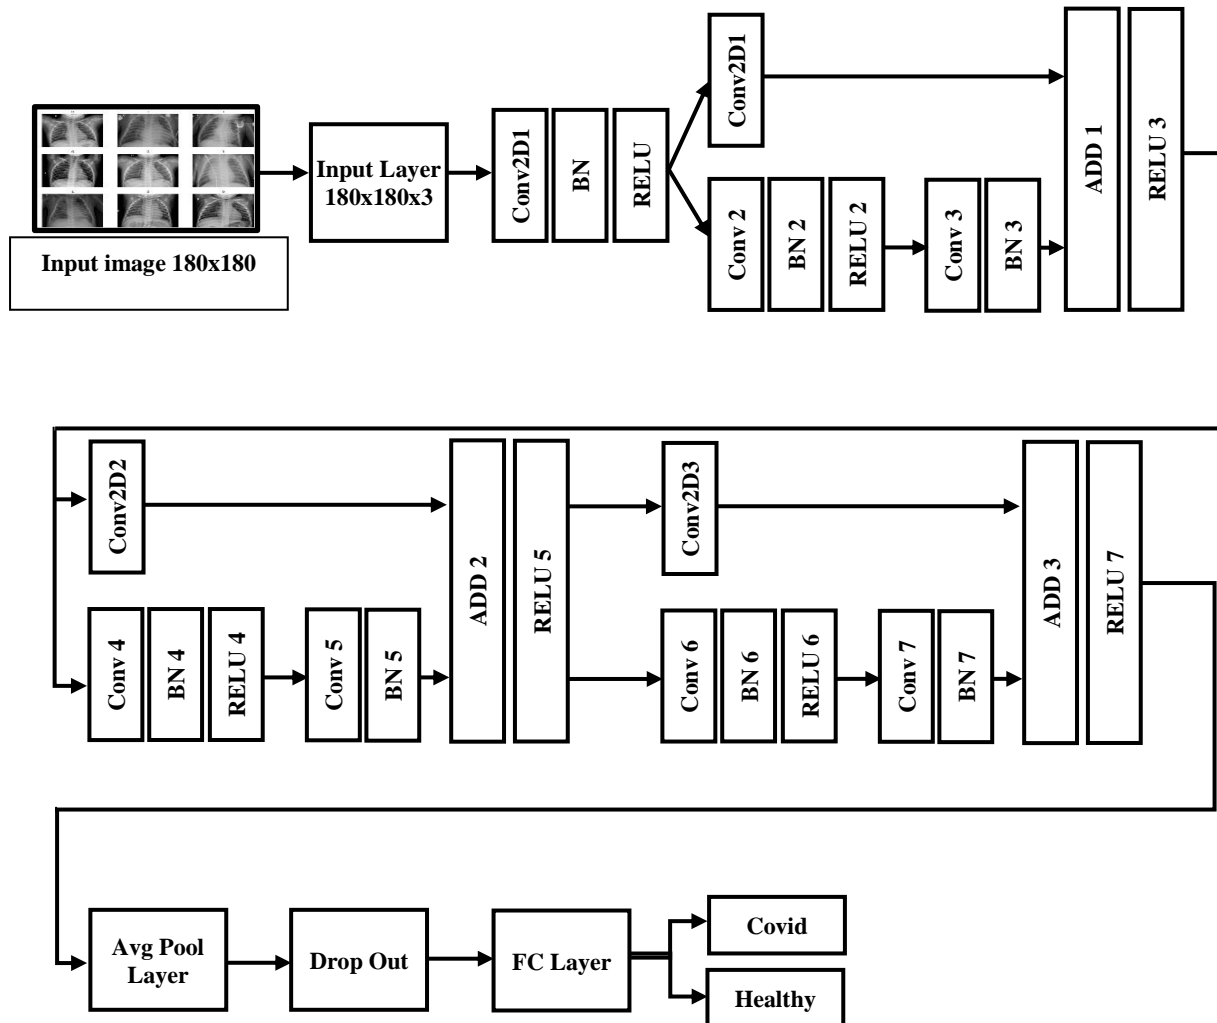 Input image 180x180
Input Layer
180x180x3
Conv2D1
BN
RELU
Conv2D1
Conv 2
BN 2
RELU 2
Conv 3
BN 3
ADD 1
RELU 3
Conv2D2
Conv 4
BN 4
RELU 4
Conv 5
BN 5
ADD 2
RELU 5
Conv2D3
Conv 6
BN 6
RELU 6
Conv 7
BN 7
ADD 3
RELU 7
Avg Pool
Layer
Drop Out
FC Layer
Covid
Healthy